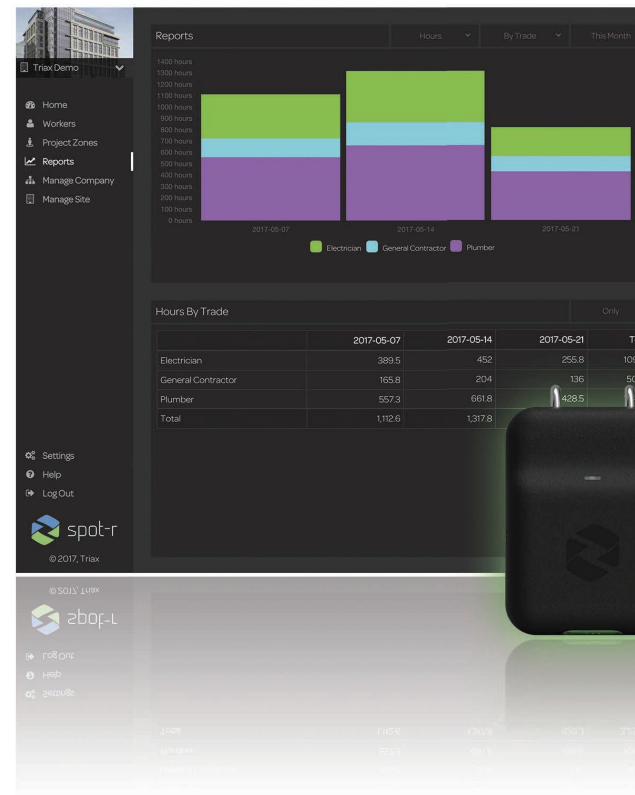 Triax Demo
Home
Workers
Project Zones
Reports
Manage Company
Manage Site
Settings
Help
Log Out
spot-r
© 2017, Triax
Reports
Hours
By Trade
This Month
1400 hours
1300 hours
1200 hours
1100 hours
1000 hours
900 hours
800 hours
700 hours
600 hours
500 hours
400 hours
300 hours
200 hours
100 hours
0 hours
2017-05-07 2017-05-14 2017-05-21
Electrician General Contractor Plumber
Hours By Trade
Only
2017-05-07 2017-05-14 2017-05-21
Electrician 389.5 452 255.8
General Contractor 165.8 204 136
Plumber 557.3 661.8 428.5
Total 1,112.6 1,317.8